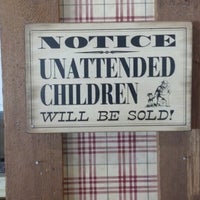 NOTICE
UNATTENDED
CHILDREN
WILL BE SOLD!